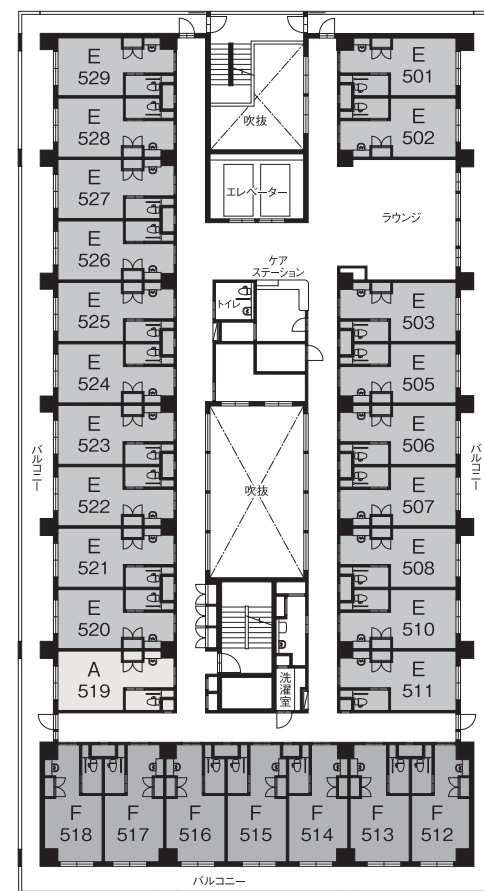 E
529
E
501
E
528
吹抜
E
502
E
527
エレベーター
ラウンジ
E
526
ケア
ステーション
トイレ
E
525
E
503
E
524
E
505
E
523
E
506
バルコニー
吹抜
バルコニー
E
522
E
507
E
521
E
508
E
520
E
510
A
519
洗濯室
E
511
F
518
F
517
F
516
F
515
F
514
F
513
F
512
バルコニー